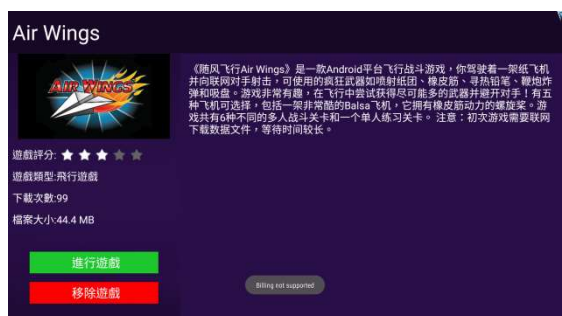 Air Wings
AIR WINGS
遊戲評分:
遊戲類型:飛行遊戲
下載次數:99
檔案大小:44.4 MB
進行遊戲
移除遊戲
《随风飞行Air Wings》是一款Android平台飞行战斗游戏，你驾驶着一架纸飞机
并向联网对手射击，可使用的疯狂武器如喷射纸团、橡皮筋、寻热铅笔、鞭炮炸
弹和吸盘。游戏非常有趣，在飞行中尝试获得尽可能多的武器并避开对手！有五
种飞机可选择，包括一架非常酷的Balsa飞机，它拥有橡皮筋动力的螺旋桨。游
戏共有6种不同的多人战斗关卡和一个单人练习关卡。 注意：初次游戏需要联网
下载数据文件，等待时间较长。
Billing not supported